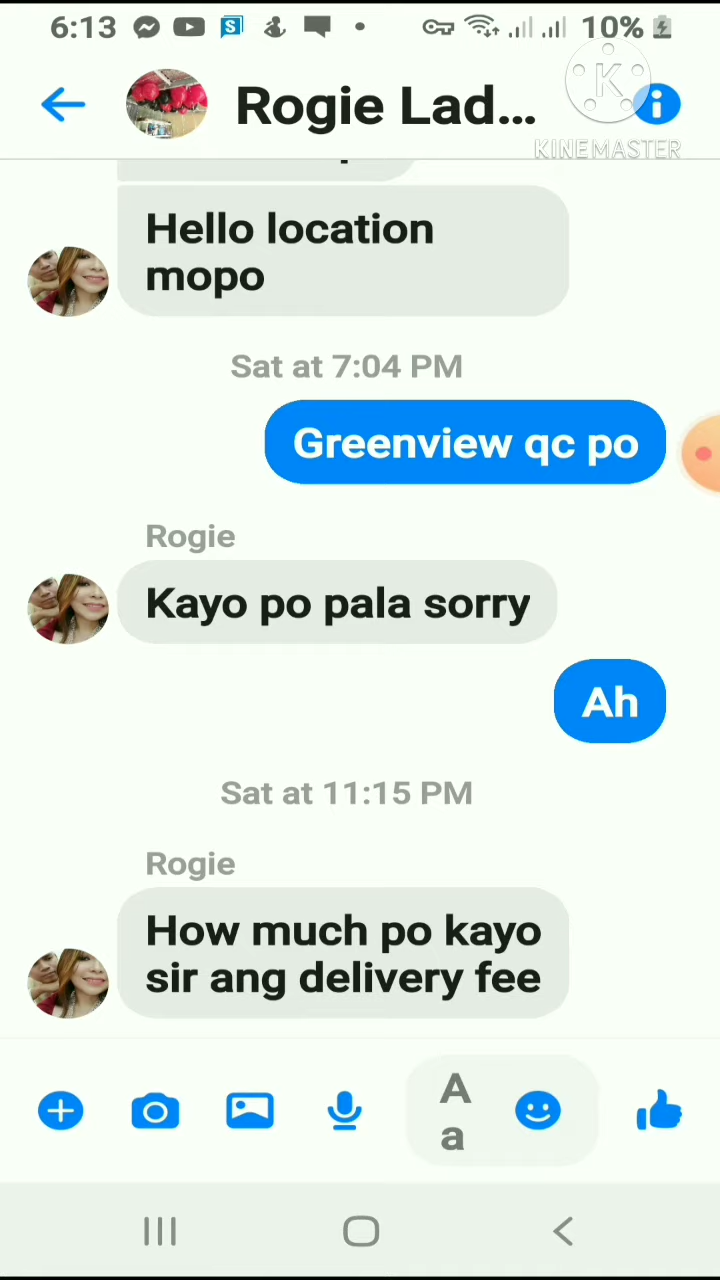 6:13
10%
Rogie Lad...
K
KINEMASTER
Hello location
mopo
Sat at 7:04 PM
Greenview qc po
Rogie
Kayo po pala sorry
Ah
Sat at 11:15 PM
Rogie
How much po kayo
sir ang delivery fee
A
a